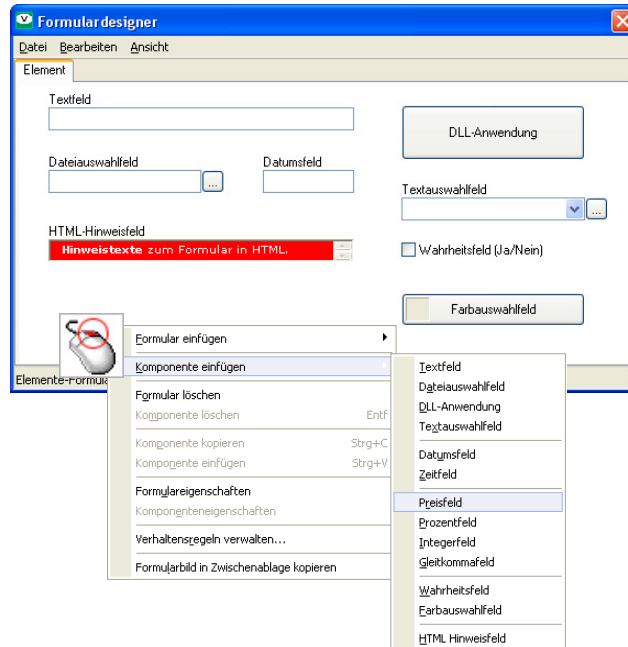 Formulardesigner
Datei Bearbeiten Ansicht
Element
Textfeld
DLL-Anwendung
Dateiauswahlfeld Datumsfeld
...
Textauswahlfeld
...
HTML-Hinweisfeld
Hinweistexte zum Formular in HTML.
Wahrheitsfeld (Ja/Nein)
Farbauswahlfeld
Formular einfügen
Komponente einfügen
Elemente-Formula
Formular löschen
Komponente löschen Entf
Komponente kopieren Strg+C
Komponente einfügen Strg+V
Formulareigenschaften
Komponenteneigenschaften
Verhaltensregeln verwalten...
Formularbild in Zwischenablage kopieren
Textfeld
Dateiauswahlfeld
DLL-Anwendung
Textauswahlfeld
Datumsfeld
Zeitfeld
Preisfeld
Prozentfeld
Integerfeld
Gleitkommafeld
Wahrheitsfeld
Farbauswahlfeld
HTML Hinweisfeld